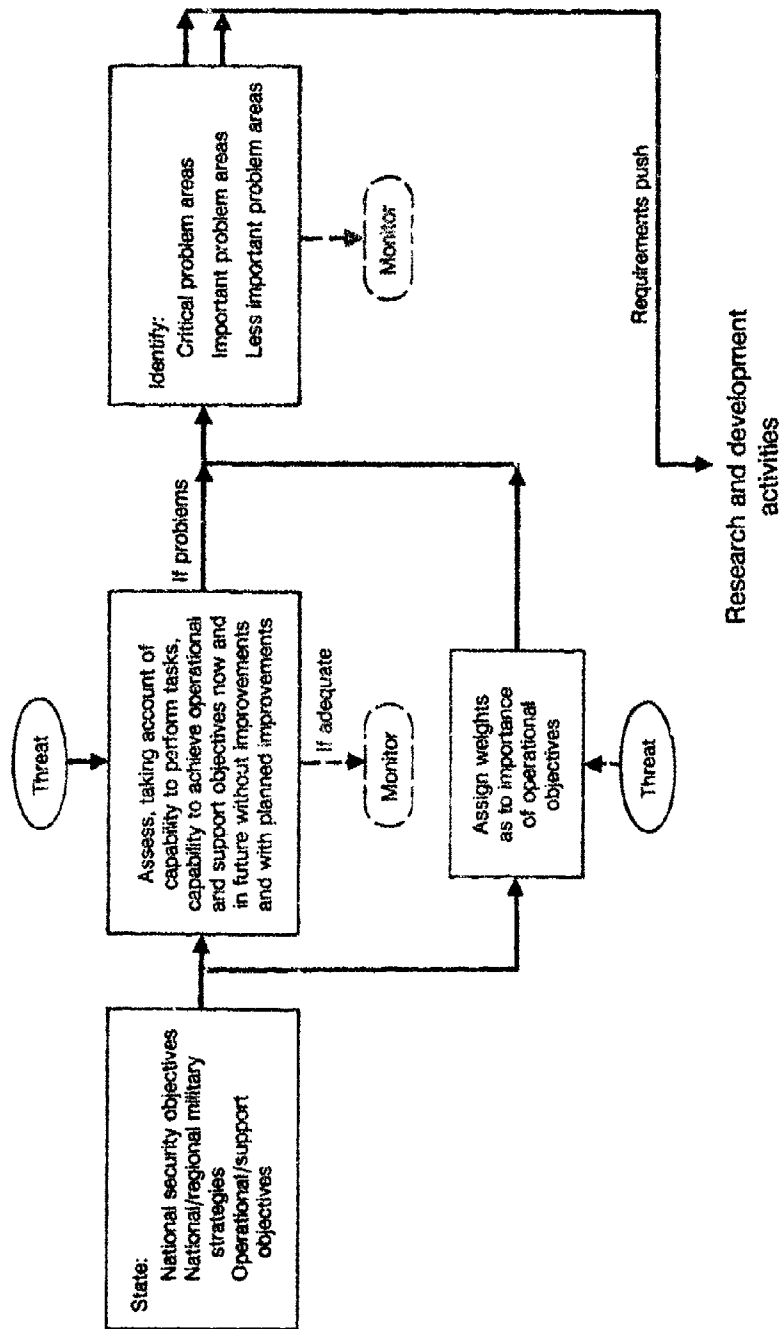 State:
National security objectives
National/regional military
strategies
Operational/support
objectives
Threat
Assess, taking account of
capability to perform tasks,
capability to achieve operational
and support objectives now and
in future without improvements
and with planned improvements
If problems
If adequate
Monitor
Assign weights
as to importance
of operational
objectives
Threat
Identify:
Critical problem areas
Important problem areas
Less important problem areas
Monitor
Requirements push
Research and development
activities